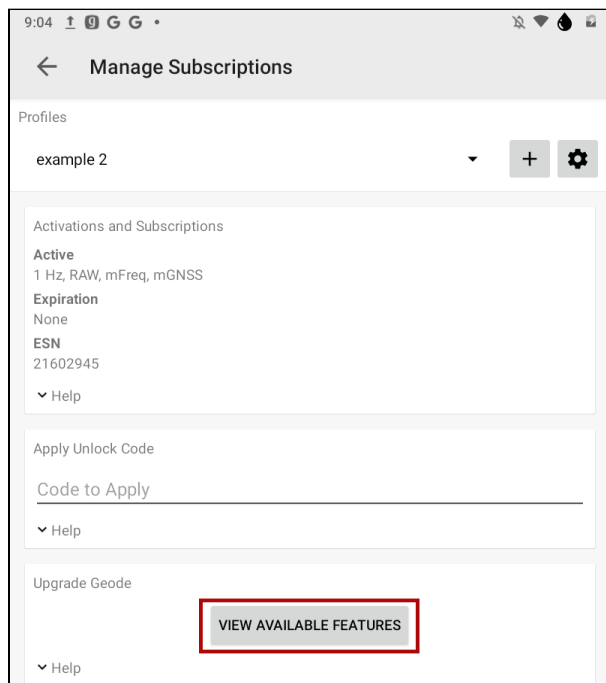 9:04
Manage Subscriptions
Profiles
example 2
Activations and Subscriptions
Active
1 Hz, RAW, mFreq, mGNSS
Expiration
None
ESN
21602945
Help
Apply Unlock Code
Code to Apply
Help
Upgrade Geode
VIEW AVAILABLE FEATURES
Help